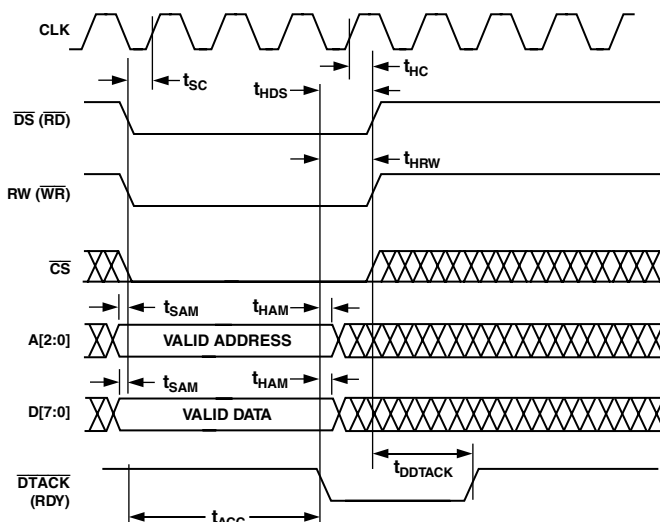 CLK
tSC
tHC
tHDS
DS (RD)
tHRW
RW (WR)
CS
tSAM
tHAM
A[2:0]
VALID ADDRESS
tSAM
tHAM
D[7:0]
VALID DATA
tDDTACK
DTACK
(RDY)
tACC